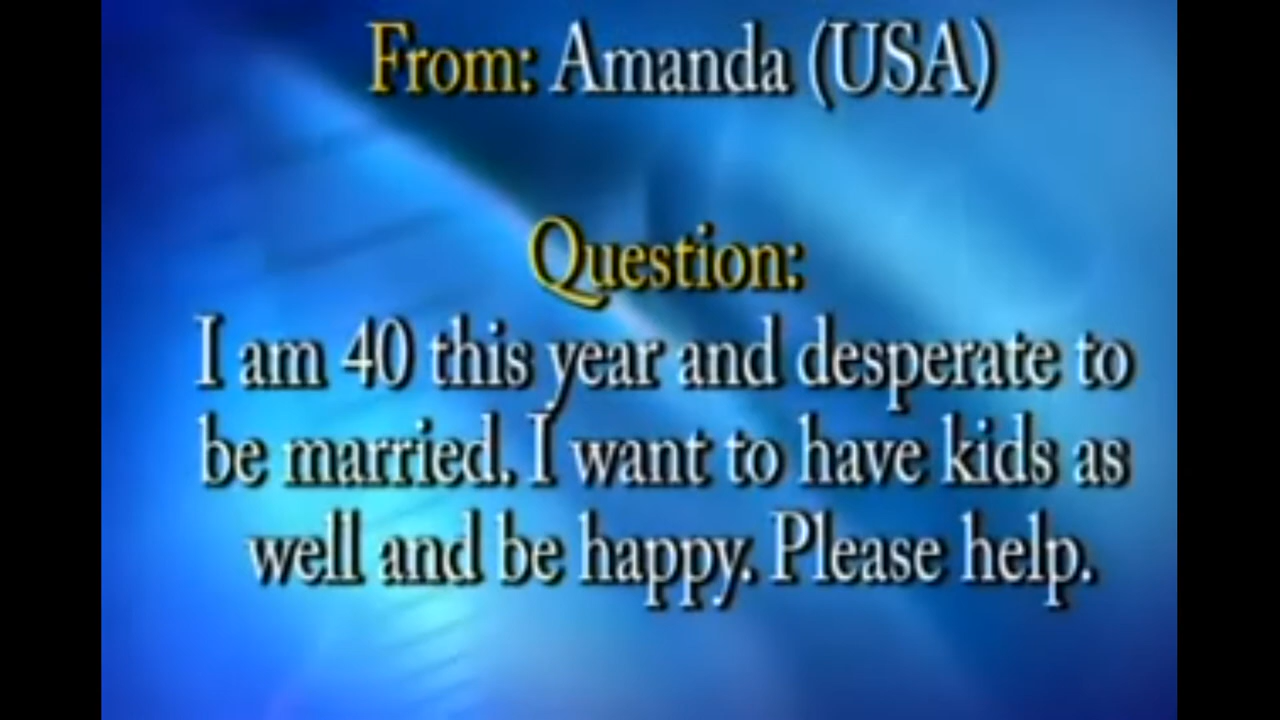 From: Amanda (USA)
Question:
I am 40 this year and desperate to
be married. I want to have kids as
well and be happy. Please help.